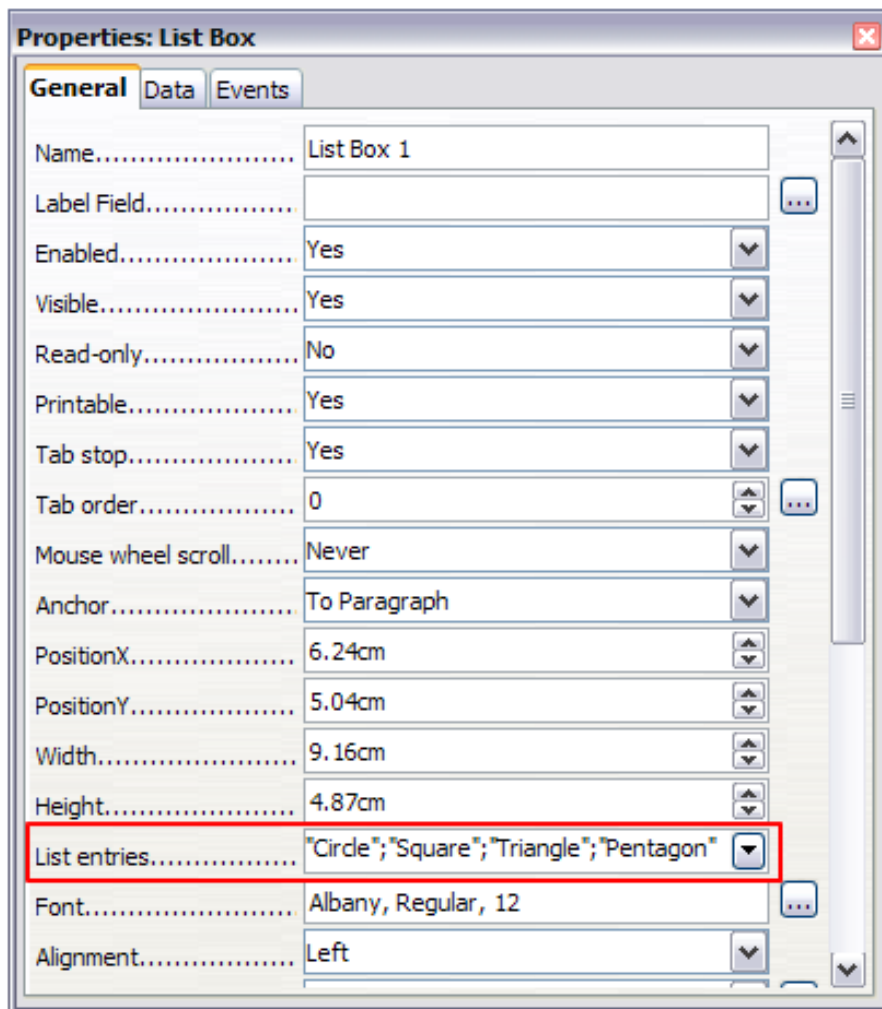 Properties: List Box
General Data Events
Name...................... List Box 1
Label Field.................
...
Enabled.................... Yes
Visible...................... Yes
Read-only.................. No
Printable................... Yes
Tab stop.................... Yes
Tab order.................. 0
...
Mouse wheel scroll....... Never
Anchor...................... To Paragraph
PositionX................... 6.24cm
PositionY................... 5.04cm
Width....................... 9.16cm
Height...................... 4.87cm
List entries................ "Circle";"Square";"Triangle";"Pentagon"
Font......................... Albany, Regular, 12
...
Alignment.................. Left